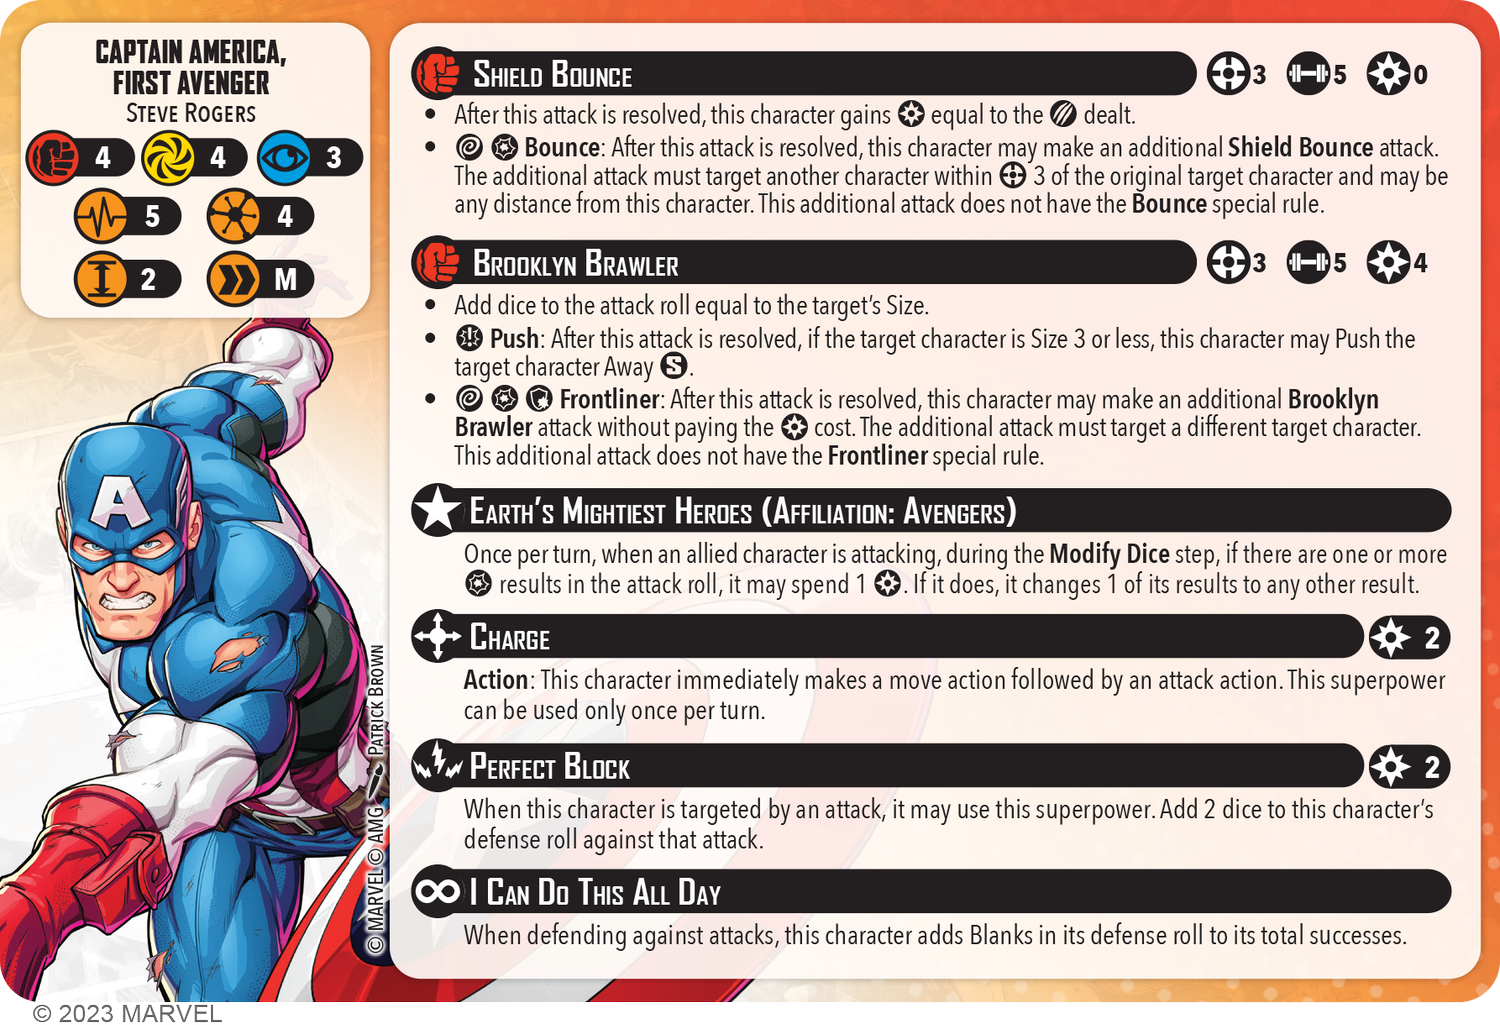 CAPTAIN AMERICA,
FIRST AVENGER
STEVE ROGERS
4 4 3
5 4
2 M
SHIELD BOUNCE 3 5 0
• After this attack is resolved, this character gains equal to the dealt.
• Bounce: After this attack is resolved, this character may make an additional Shield Bounce attack.
The additional attack must target another character within 3 of the original target character and may be
any distance from this character. This additional attack does not have the Bounce special rule.
BROOKLYN BRAWLER 3 5 4
• Add dice to the attack roll equal to the target's Size.
• Push: After this attack is resolved, if the target character is Size 3 or less, this character may Push the
target character Away S.
• Frontliner: After this attack is resolved, this character may make an additional Brooklyn
Brawler attack without paying the cost. The additional attack must target a different target character.
This additional attack does not have the Frontliner special rule.
EARTH'S MIGHTIEST HEROES (AFFILIATION: AVENGERS)
Once per turn, when an allied character is attacking, during the Modify Dice step, if there are one or more
results in the attack roll, it may spend 1 . If it does, it changes 1 of its results to any other result.
CHARGE 2
Action: This character immediately makes a move action followed by an attack action. This superpower
can be used only once per turn.
PERFECT BLOCK 2
When this character is targeted by an attack, it may use this superpower. Add 2 dice to this character's
defense roll against that attack.
I CAN DO THIS ALL DAY
When defending against attacks, this character adds Blanks in its defense roll to its total successes.
A
© MARVEL © AMG PATRICK BROWN
© 2023 MARVEL